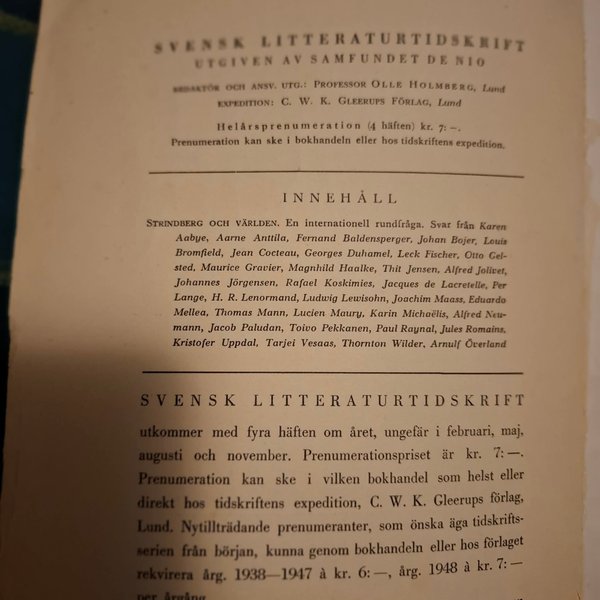 SVENSK LITTERATURTIDSKRIFT
UTGIVEN AV SAMFUNDET DE NIO
REDAKTÖR OCH ANSV. UTG.: PROFESSOR OLLE HOLMBERG, Lund
EXPEDITION: C. W. K. GLEERUPS FÖRLAG, Lund
Helårsprenumeration (4 häften) kr. 7: —.
Prenumeration kan ske i bokhandeln eller hos tidskriftens expedition.
INNEHÅLL
STRINDBERG OCH VÄRLDEN. En internationell rundfråga. Svar från Karen
Aabye, Aarne Anttila, Fernand Baldensperger, Johan Bojer, Louis
Bromfield, Jean Cocteau, Georges Duhamel, Leck Fischer, Otto Gel-
sted, Maurice Gravier, Magnhild Haalke, Thit Jensen, Alfred Jolivet,
Johannes Jörgensen, Rafael Koskimies, Jacques de Lacretelle, Per
Lange, H. R. Lenormand, Ludwig Lewisohn, Joachim Maass, Eduardo
Mellea, Thomas Mann, Lucien Maury, Karin Michaëlis, Alfred Neu-
mann, Jacob Paludan, Toivo Pekkanen, Paul Raynal, Jules Romains,
Kristofer Uppdal, Tarjei Vesaas, Thornton Wilder, Arnulf Överland
SVENSK LITTERATURTIDSKRIFT
utkommer med fyra häften om året, ungefär i februari, maj,
augusti och november. Prenumerationspriset är kr. 7: —.
Prenumeration kan ske i vilken bokhandel som helst eller
direkt hos tidskriftens expedition, C. W. K. Gleerups förlag,
Lund. Nytillträdande prenumeranter, som önska äga tidskrifts-
serien från början, kunna genom bokhandeln eller hos förlaget
rekvirera årg. 1938—1947 à kr. 6: —, årg. 1948 à kr. 7: —
per årgång.